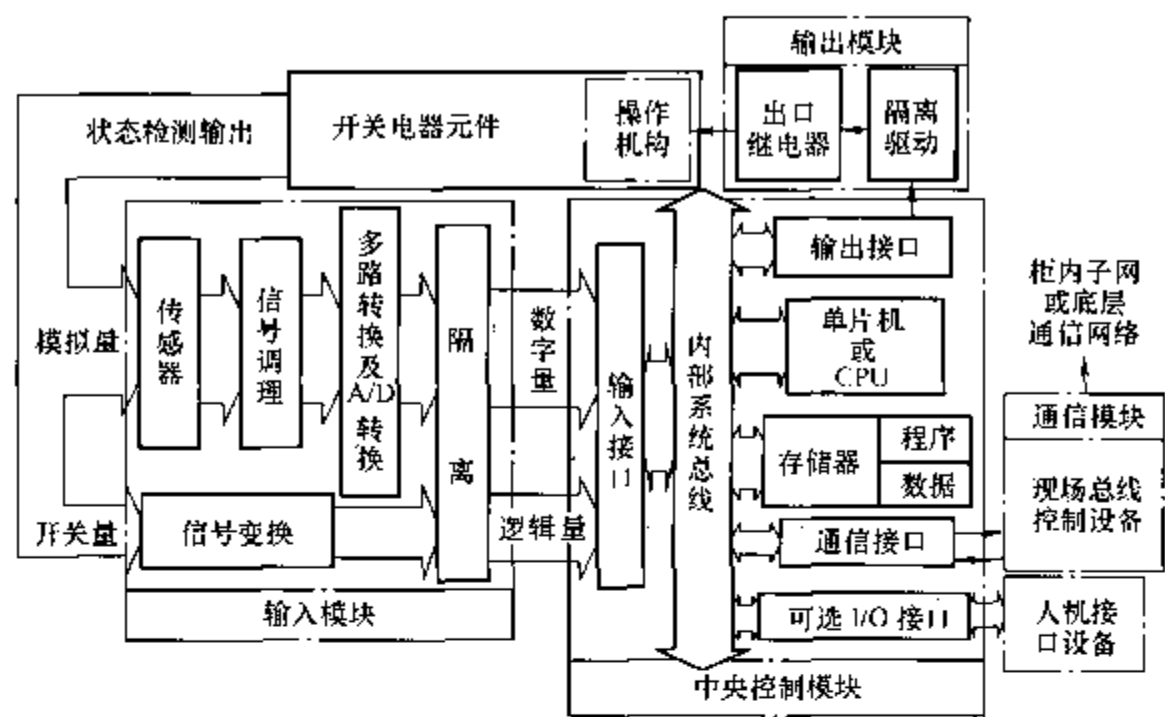 输出模块
状态检测输出
开关电器元件
操作
机构
出口
继电器
隔离
驱动
模拟量
开关量
传感器
信号调理
多路转换及A/D转换
隔离
信号变换
输入模块
数字量
逻辑量
输入接口
内部系统总线
输出接口
单片机
或
CPU
存储器
程序
数据
通信接口
可选 I/O 接口
中央控制模块
柜内子网
或底层
通信网络
通信模块
现场总线
控制设备
人机接
口设备